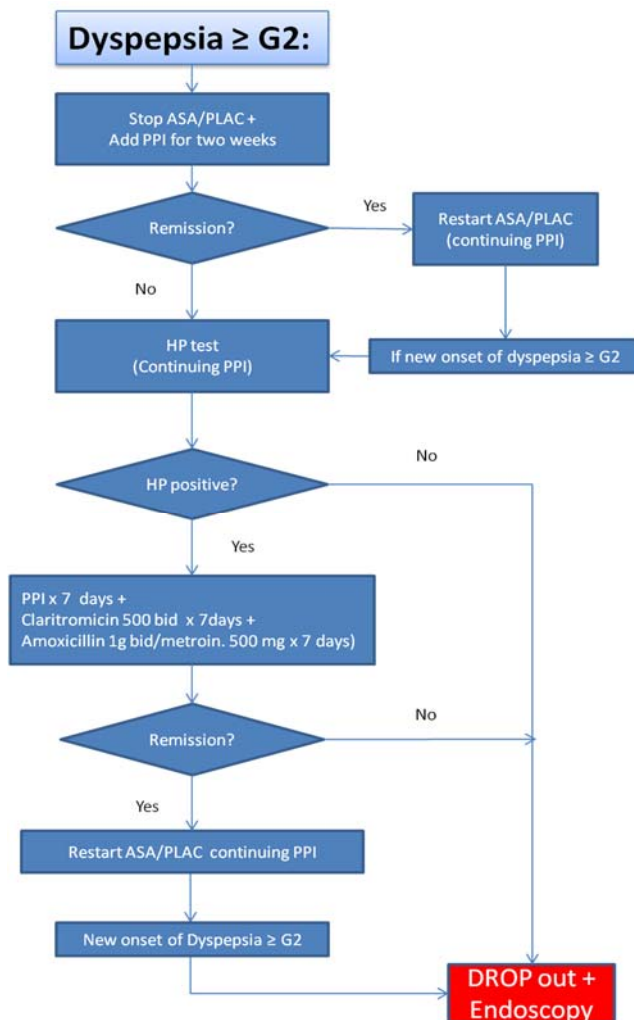 Dyspepsia ≥ G2:
Stop ASA/PLAC +
Add PPI for two weeks
Remission?
Yes
Restart ASA/PLAC
(continuing PPI)
No
HP test
(Continuing PPI)
If new onset of dyspepsia ≥ G2
HP positive?
No
Yes
PPI x 7 days +
Claritromicin 500 bid x 7days +
Amoxicillin 1g bid/metroin. 500 mg x 7 days)
Remission?
No
Yes
Restart ASA/PLAC continuing PPI
New onset of Dyspepsia ≥ G2
DROP out +
Endoscopy